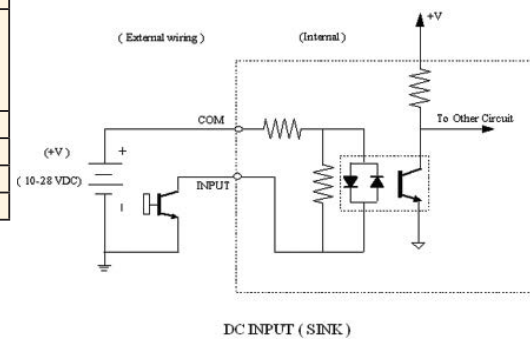 +V
( External wiring )
(Internal)
To Other Circuit
COM
+
(+V )
( 10-28 VDC)
INPUT
DC INPUT ( SINK )